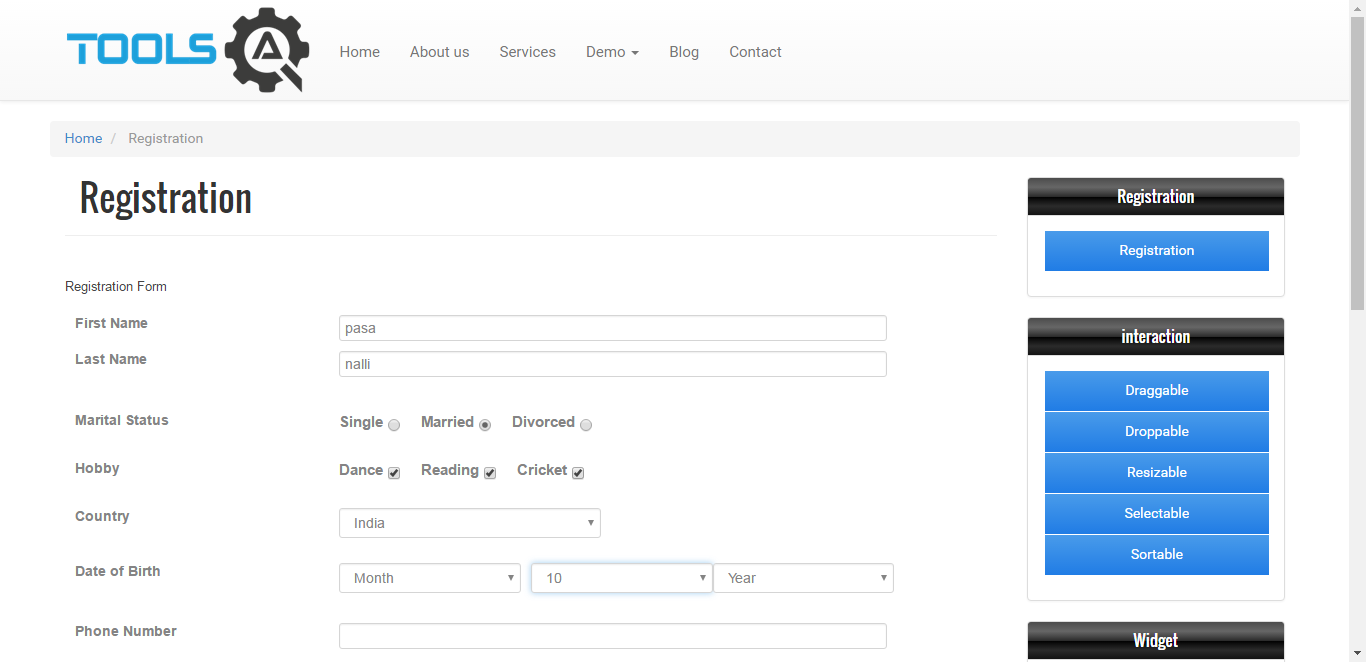 TOOLS QA
Home About us Services Demo Blog Contact
Home / Registration
Registration
Registration Form
First Name pasa
Last Name nalli
Marital Status Single Married Divorced
Hobby Dance Reading Cricket
Country India
Date of Birth Month 10 Year
Phone Number
Registration
Registration
interaction
Draggable
Droppable
Resizable
Selectable
Sortable
Widget